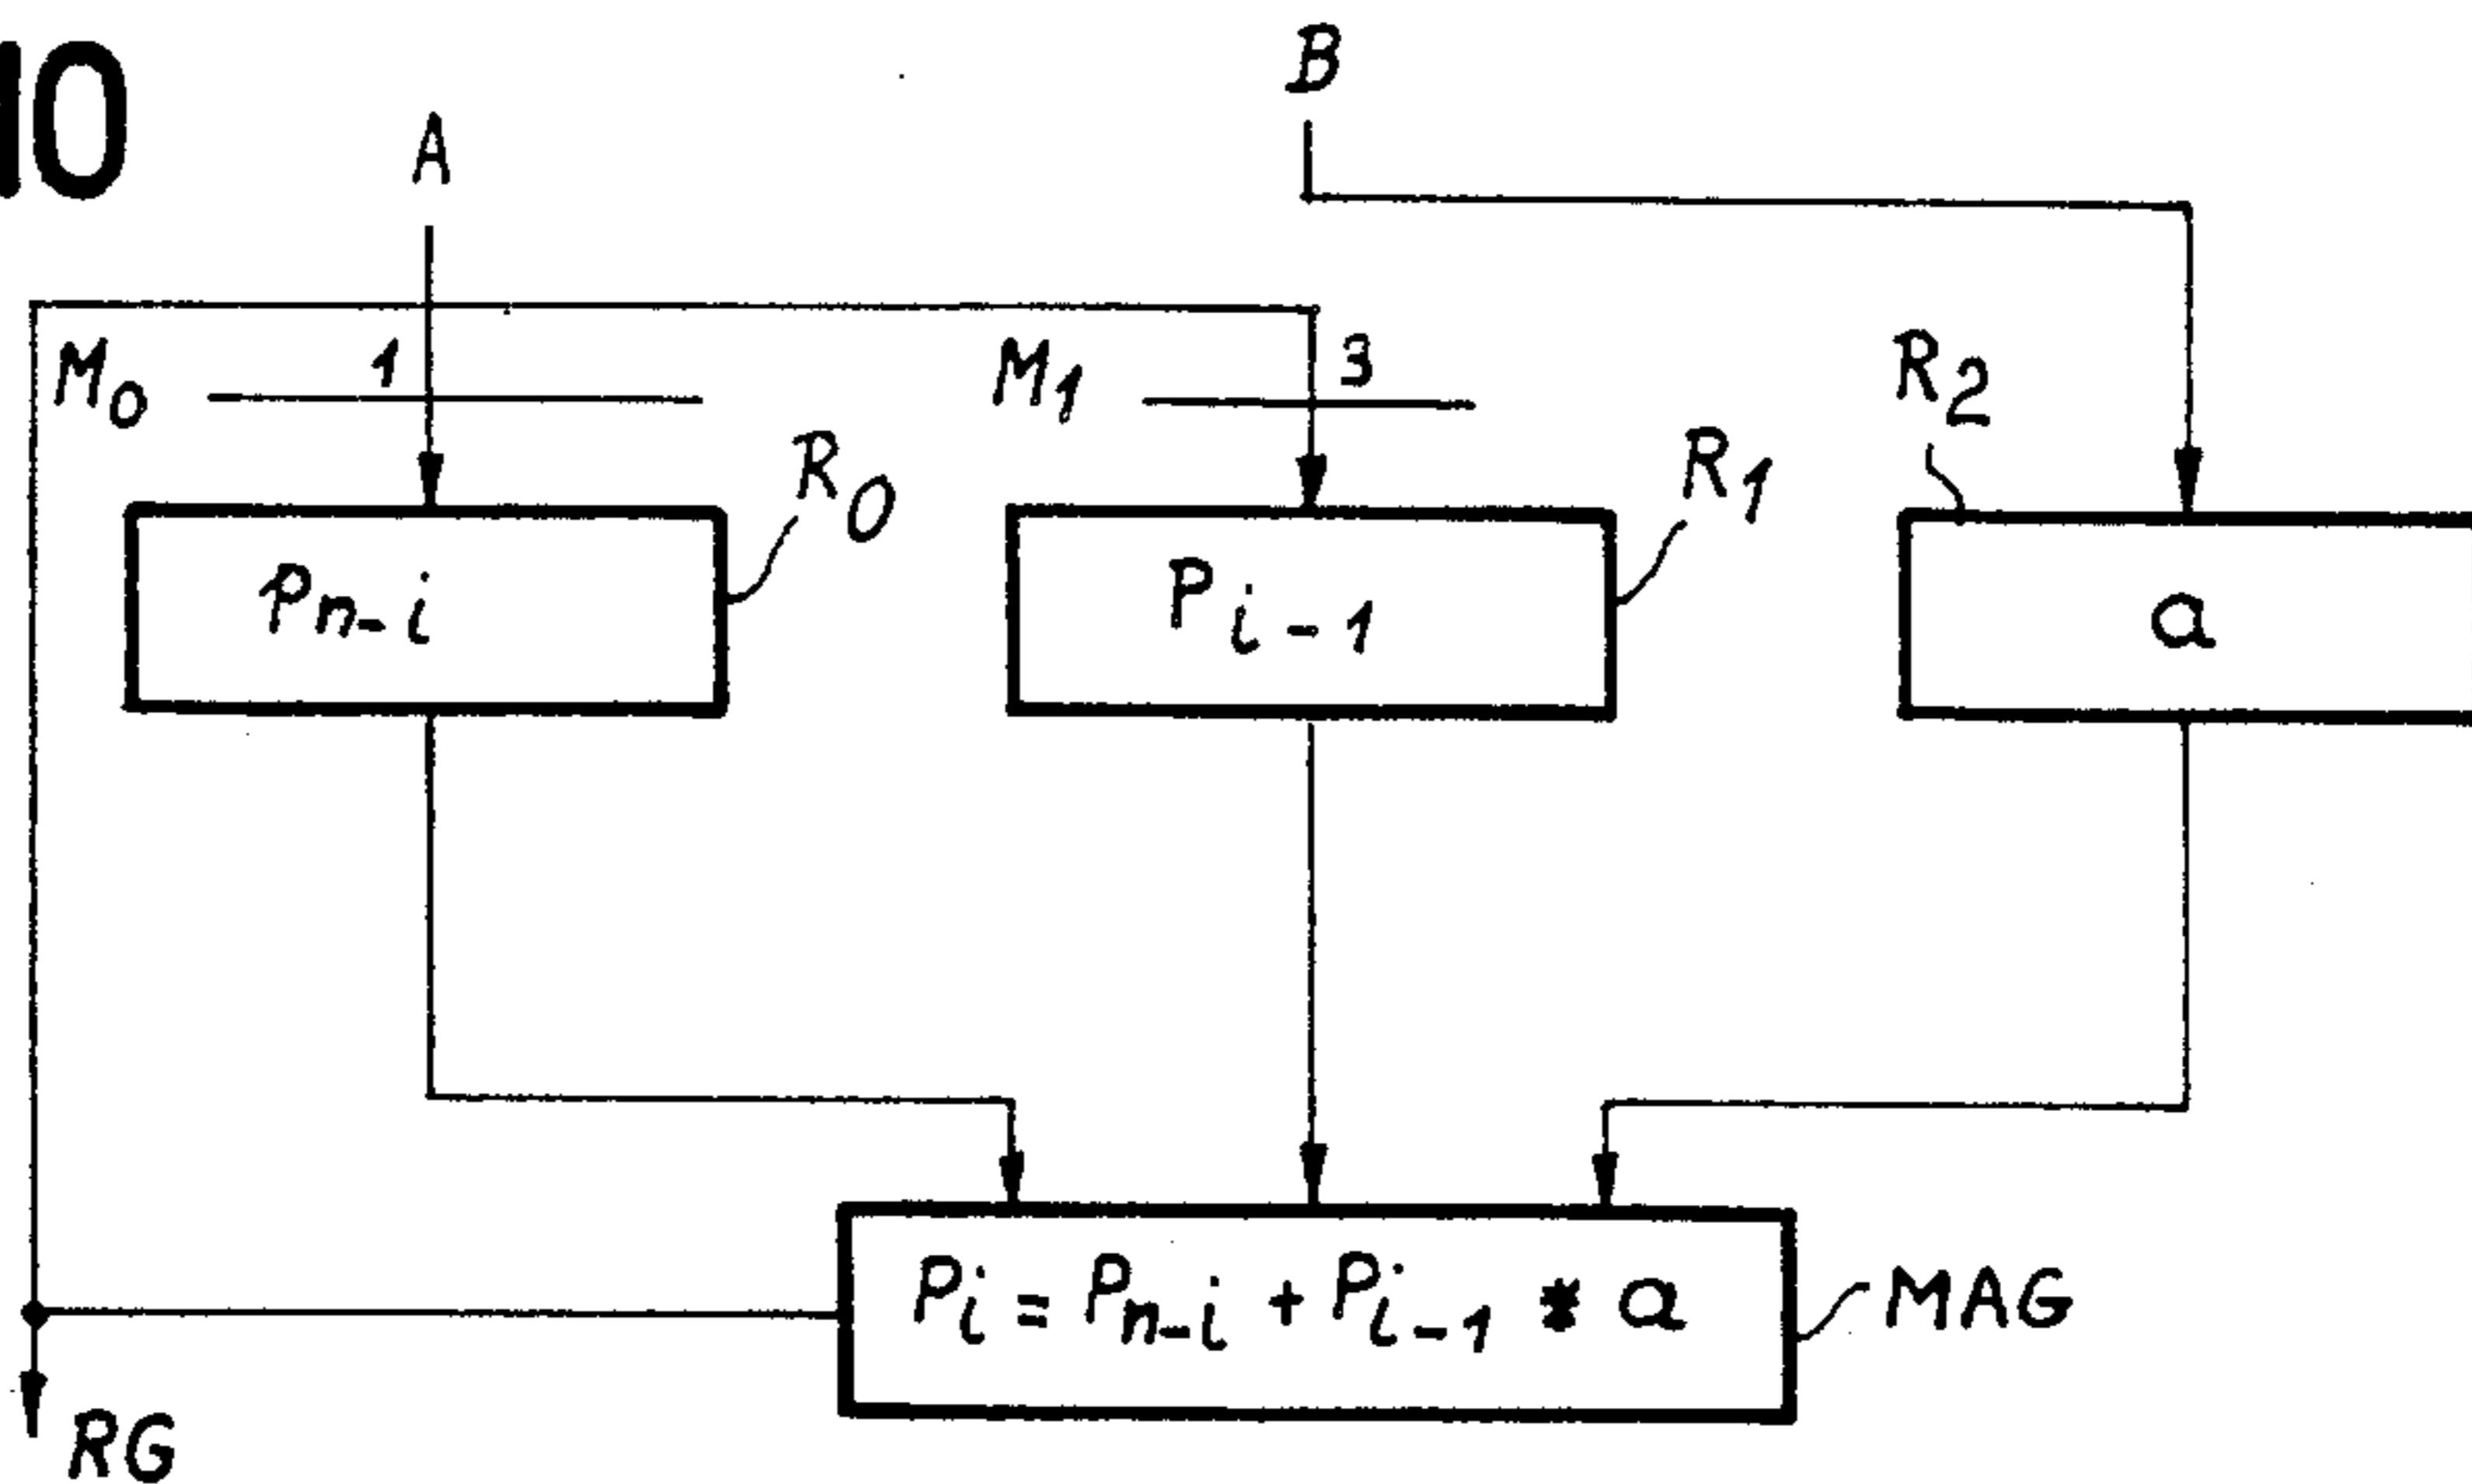 10
B
A
M0
1
M1
3
R2
R0
R1
pn-i
Pi-1
a
Pi = Pn-i + Pi-1 * a
MAG
RG